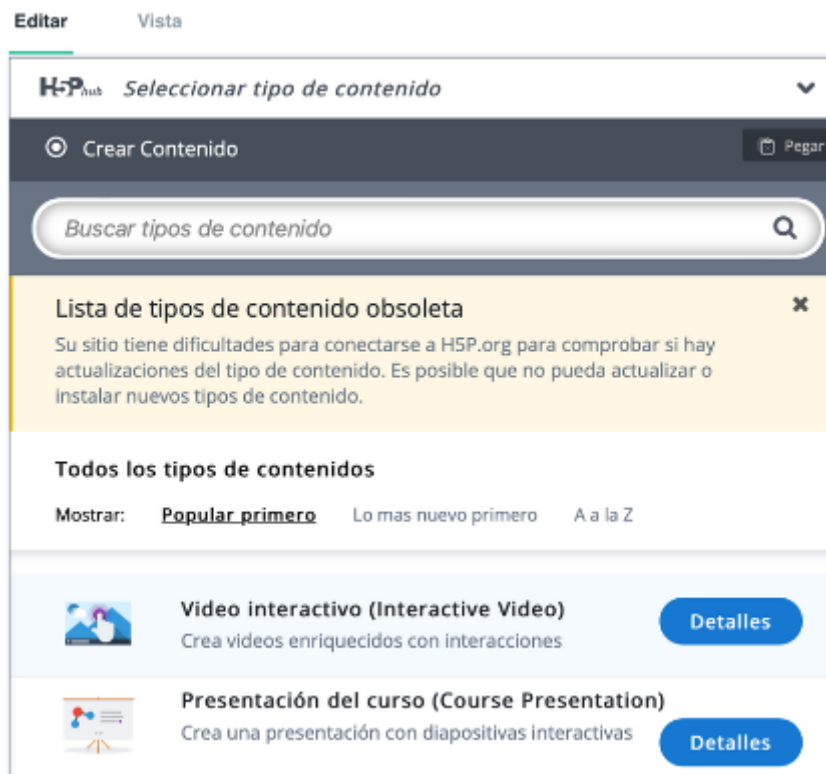 Editar Vista
H5P hub Seleccionar tipo de contenido
Crear Contenido Pegar
Buscar tipos de contenido
Lista de tipos de contenido obsoleta
Su sitio tiene dificultades para conectarse a H5P.org para comprobar si hay
actualizaciones del tipo de contenido. Es posible que no pueda actualizar o
instalar nuevos tipos de contenido.
Todos los tipos de contenidos
Mostrar: Popular primero Lo mas nuevo primero A a la Z
Video interactivo (Interactive Video)
Crea videos enriquecidos con interacciones
Detalles
Presentación del curso (Course Presentation)
Crea una presentación con diapositivas interactivas
Detalles